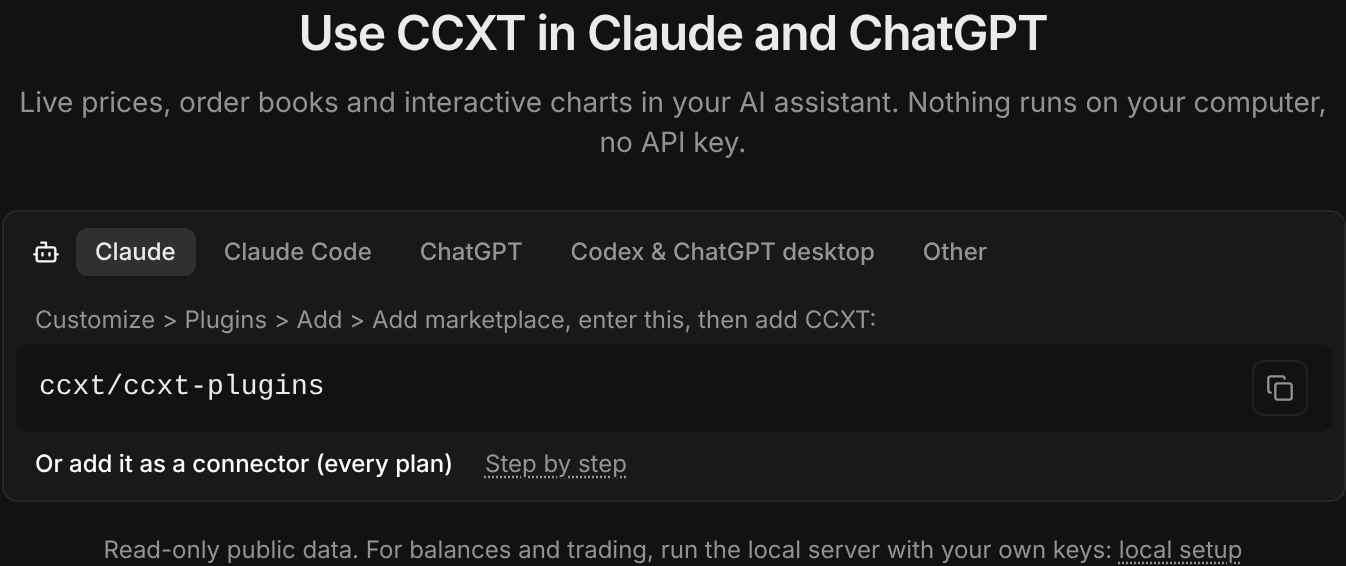 Use CCXT in Claude and ChatGPT
Live prices, order books and interactive charts in your AI assistant. Nothing runs on your computer,
no API key.
Claude
Claude Code
ChatGPT
Codex & ChatGPT desktop
Other
Customize > Plugins > Add > Add marketplace, enter this, then add CCXT:
ccxt/ccxt-plugins
Or add it as a connector (every plan)
Step by step
Read-only public data. For balances and trading, run the local server with your own keys: local setup